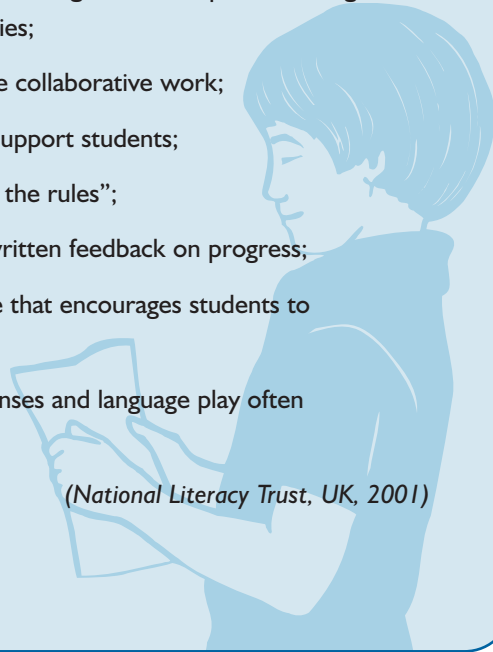 ies;
e collaborative work;
upport students;
the rules”;
ritten feedback on progress;
e that encourages students to
nses and language play often
(National Literacy Trust, UK, 2001)